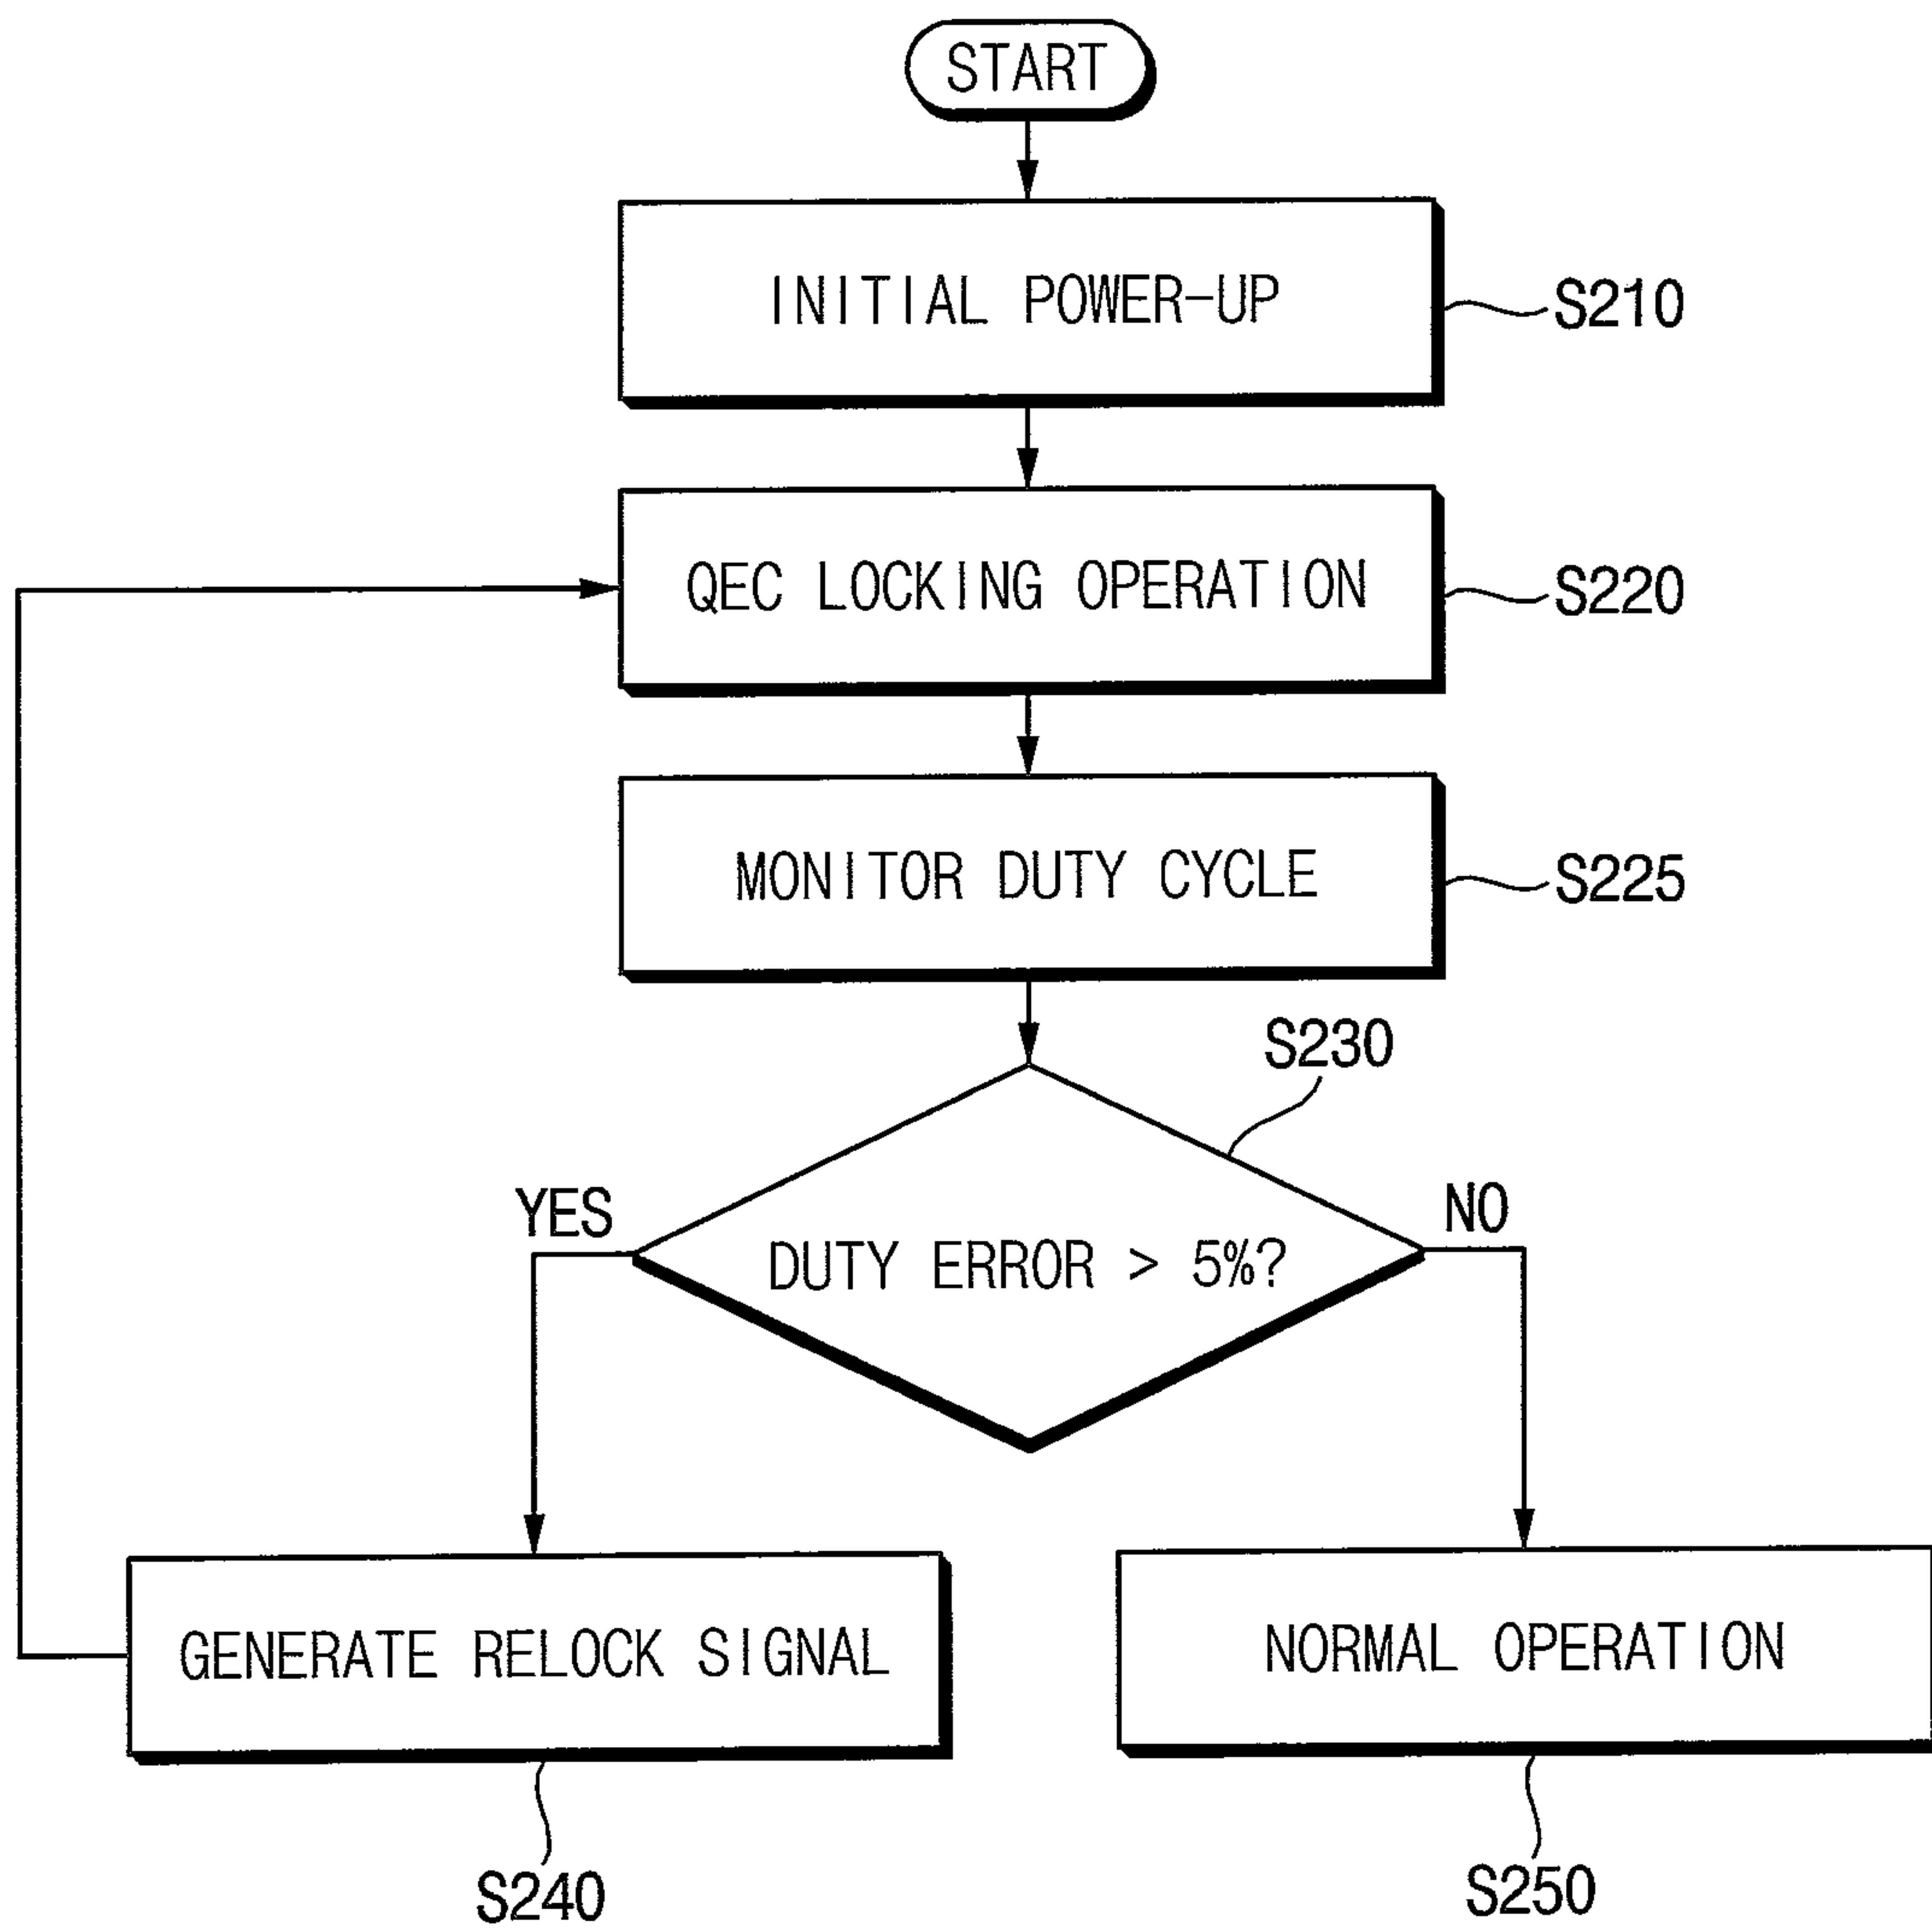 START
INITIAL POWER-UP
S210
QEC LOCKING OPERATION
S220
MONITOR DUTY CYCLE
S225
S230
YES
NO
DUTY ERROR > 5%?
GENERATE RELOCK SIGNAL
NORMAL OPERATION
S240
S250